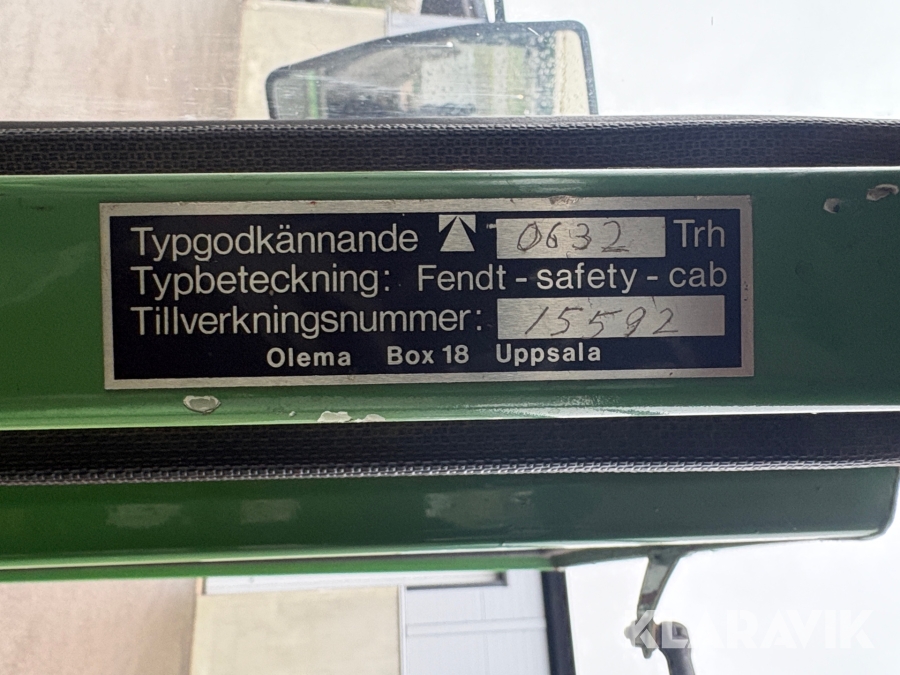 Typgodkännande 0632 Trh
Typbeteckning: Fendt - safety - cab
Tillverkningsnummer: 15592
Olema Box 18 Uppsala
KLARAVIK